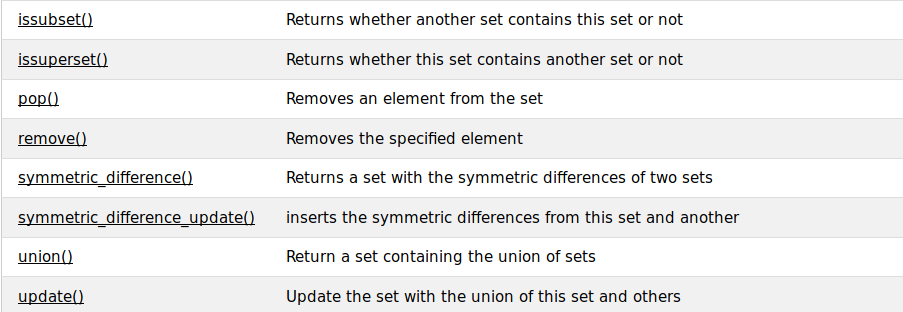 issubset() Returns whether another set contains this set or not
issuperset() Returns whether this set contains another set or not
pop() Removes an element from the set
remove() Removes the specified element
symmetric_difference() Returns a set with the symmetric differences of two sets
symmetric_difference_update() inserts the symmetric differences from this set and another
union() Return a set containing the union of sets
update() Update the set with the union of this set and others